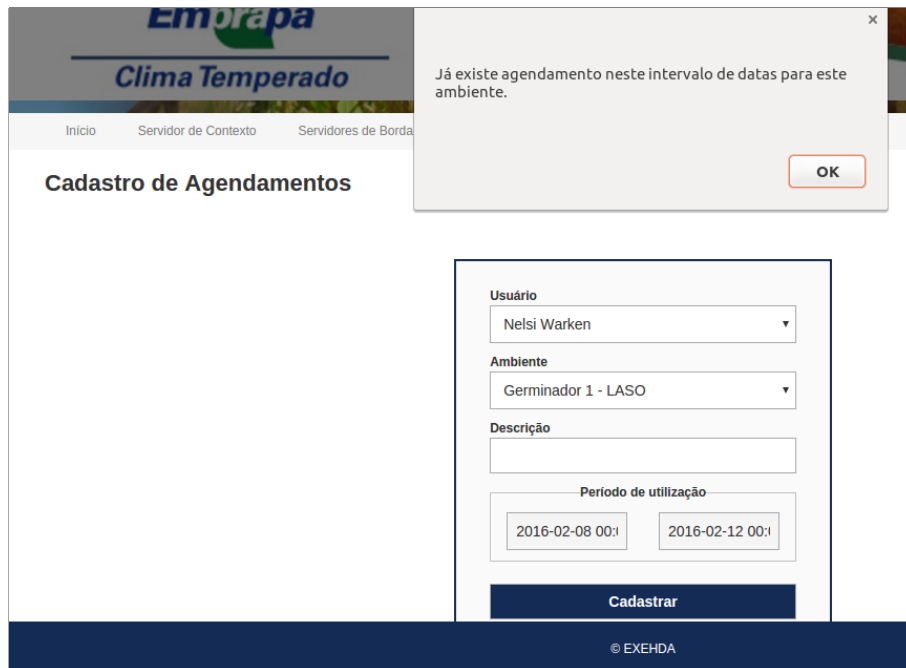 Embrapa
Clima Temperado
×
Já existe agendamento neste intervalo de datas para este
ambiente.
OK
Início Servidor de Contexto Servidores de Borda
Cadastro de Agendamentos
Usuário
Nelsi Warken
Ambiente
Germinador 1 - LASO
Descrição
Período de utilização
2016-02-08 00: 2016-02-12 00:
Cadastrar
© EXEHDA